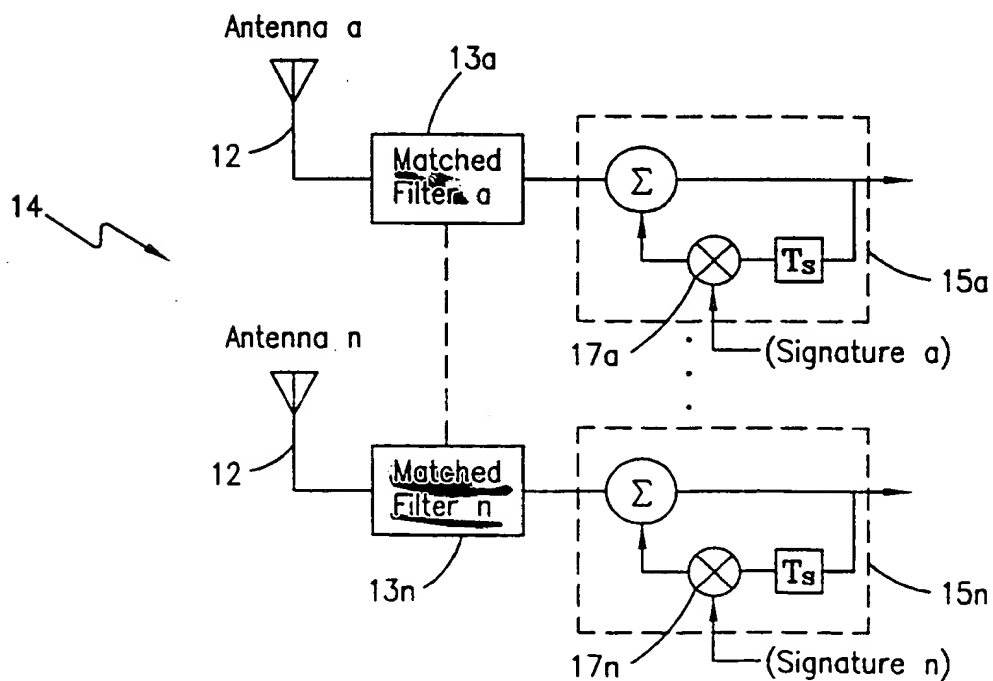 Antenna a
13a
12
Matched
Filter a
Σ
14
Ts
15a
17a
(Signature a)
Antenna n
12
Matched
Filter n
Σ
13n
Ts
15n
17n
(Signature n)